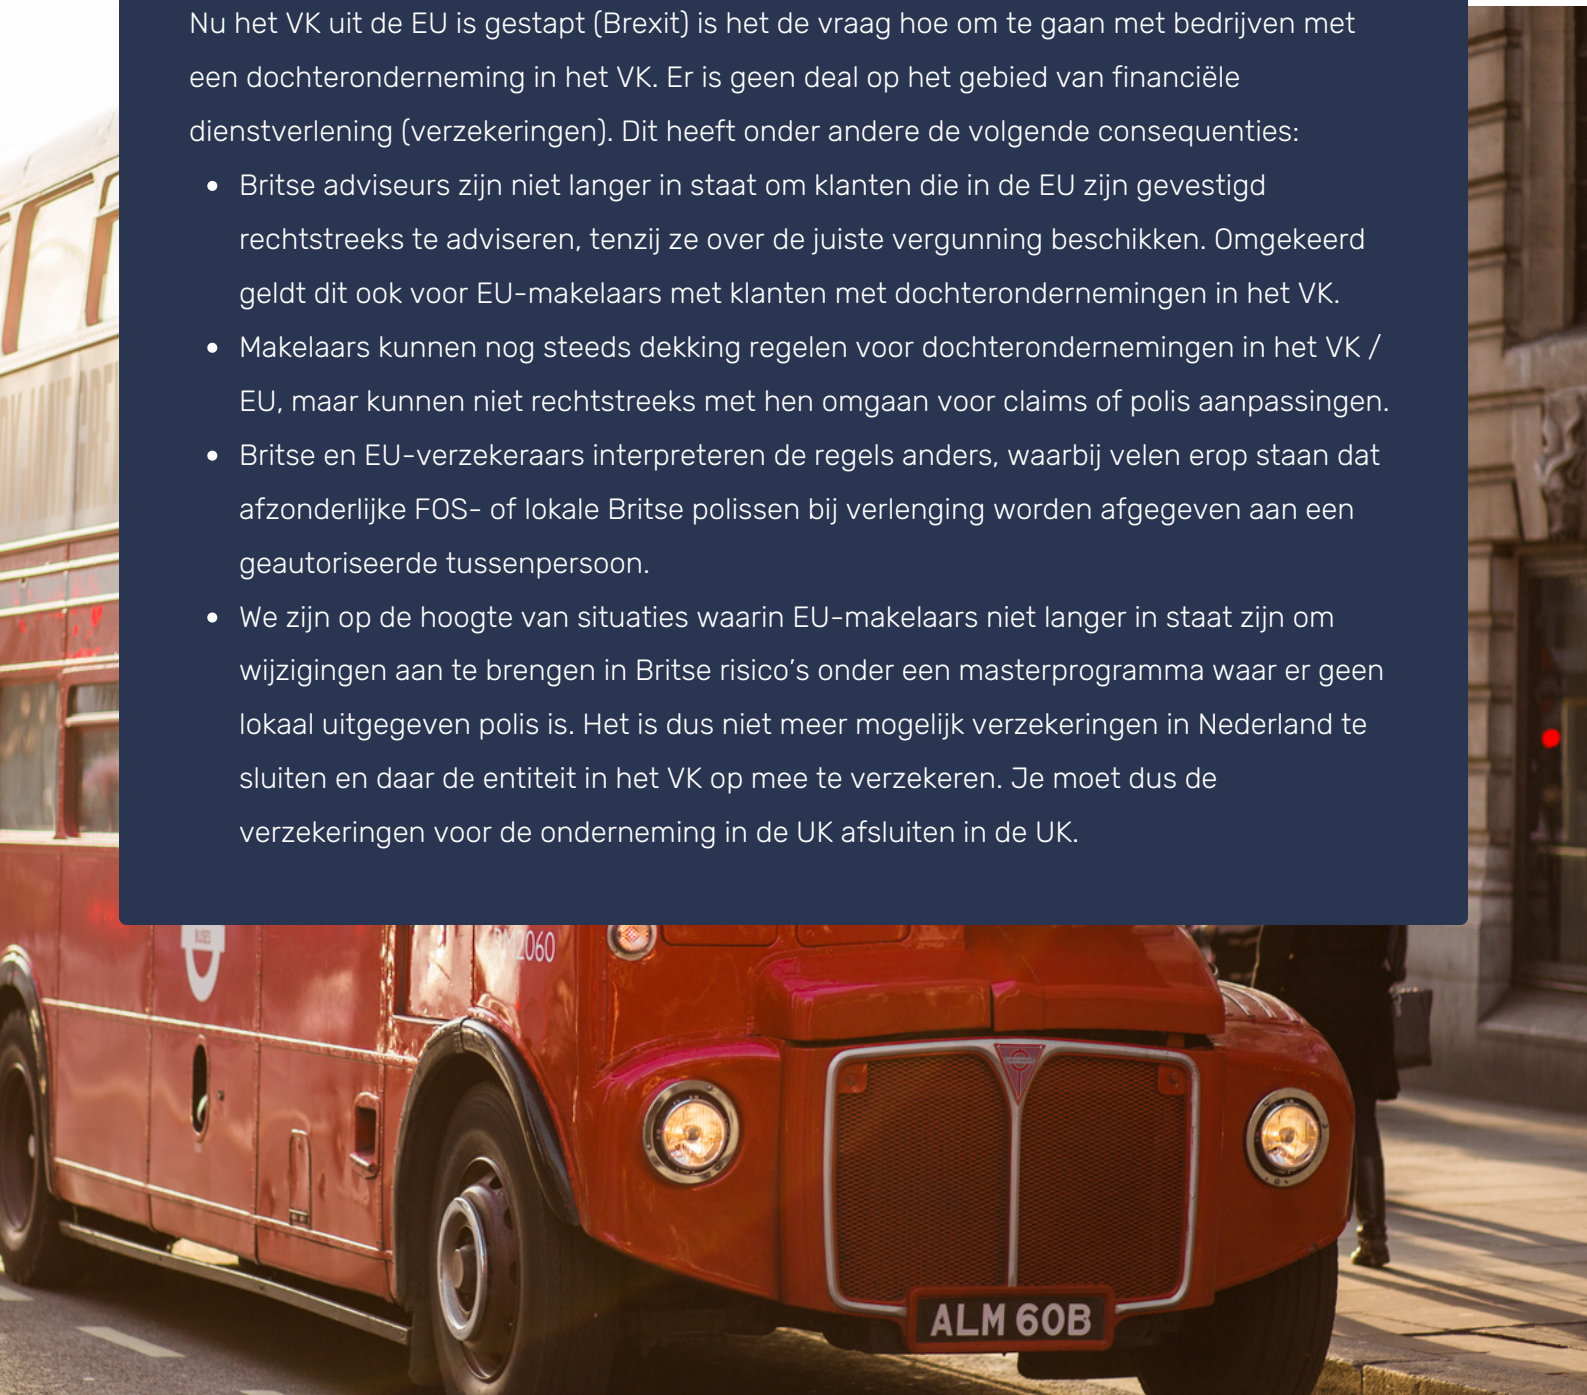 Nu het VK uit de EU is gestapt (Brexit) is het de vraag hoe om te gaan met bedrijven met
een dochteronderneming in het VK. Er is geen deal op het gebied van financiële
dienstverlening (verzekeringen). Dit heeft onder andere de volgende consequenties:
• Britse adviseurs zijn niet langer in staat om klanten die in de EU zijn gevestigd
rechtstreeks te adviseren, tenzij ze over de juiste vergunning beschikken. Omgekeerd
geldt dit ook voor EU-makelaars met klanten met dochterondernemingen in het VK.
• Makelaars kunnen nog steeds dekking regelen voor dochterondernemingen in het VK /
EU, maar kunnen niet rechtstreeks met hen omgaan voor claims of polis aanpassingen.
• Britse en EU-verzekeraars interpreteren de regels anders, waarbij velen erop staan dat
afzonderlijke FOS- of lokale Britse polissen bij verlenging worden afgegeven aan een
geautoriseerde tussenpersoon.
• We zijn op de hoogte van situaties waarin EU-makelaars niet langer in staat zijn om
wijzigingen aan te brengen in Britse risico's onder een masterprogramma waar er geen
lokaal uitgegeven polis is. Het is dus niet meer mogelijk verzekeringen in Nederland te
sluiten en daar de entiteit in het VK op mee te verzekeren. Je moet dus de
verzekeringen voor de onderneming in de UK afsluiten in de UK.
BUSES
2060
ALM 60B